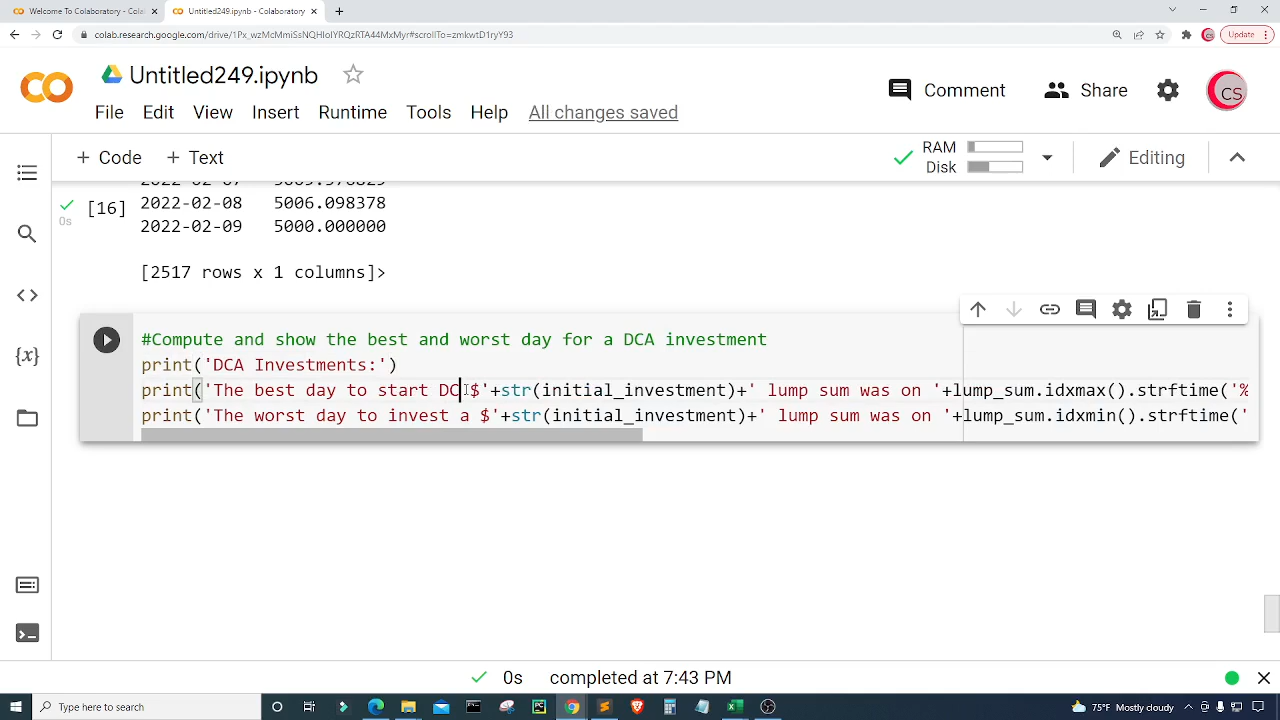 Welcome To Colaboratory - Colal
Untitled249.ipynb - Colaboratory
colab.research.google.com/drive/1Px_wzMcMmiSsNQHIoIYRQzRTA44MxMyr#scrollTo=zmkwtD1ryY93
Update
Untitled249.ipynb
File Edit View Insert Runtime Tools Help All changes saved
Comment
Share
CS
+ Code + Text
RAM
Disk
Editing
[16]
0s
2022-02-08 5006.098378
2022-02-09 5000.000000
[2517 rows x 1 columns]>
#Compute and show the best and worst day for a DCA investment
print('DCA Investments:')
print('The best day to start DC $'+str(initial_investment)+' lump sum was on '+lump_sum.idxmax().strftime('%
print('The worst day to invest a $'+str(initial_investment)+' lump sum was on '+lump_sum.idxmin().strftime('
{x}
0s completed at 7:43 PM
Type here to search
73°F Mostly cloudy